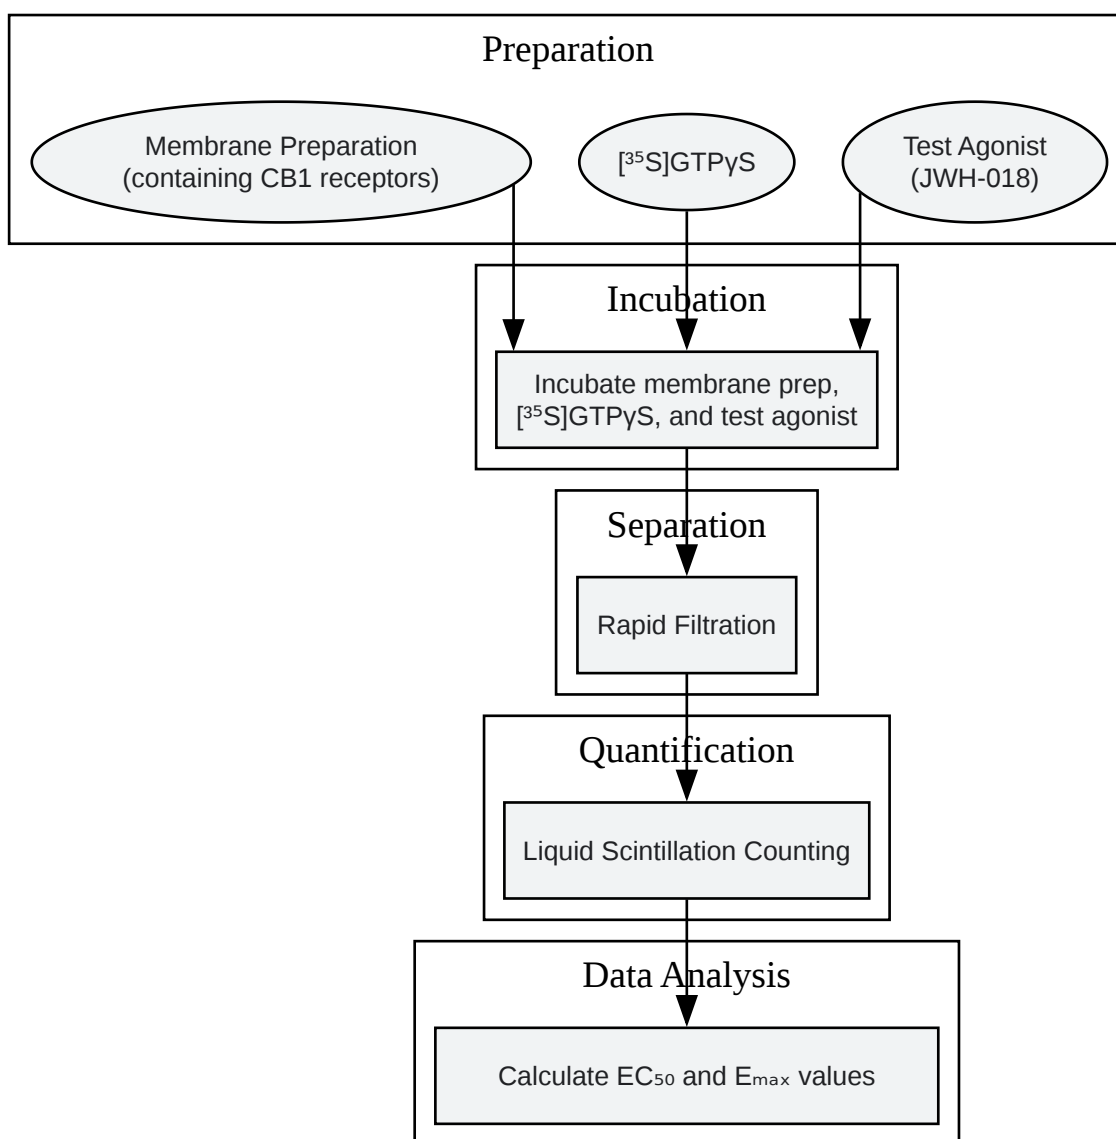 Preparation
Membrane Preparation
(containing CB1 receptors)
[³⁵S]GTPγS
Test Agonist
(JWH-018)
Incubation
Incubate membrane prep,
[³⁵S]GTPγS, and test agonist
Separation
Rapid Filtration
Quantification
Liquid Scintillation Counting
Data Analysis
Calculate EC₅₀ and Eₘₐₓ values